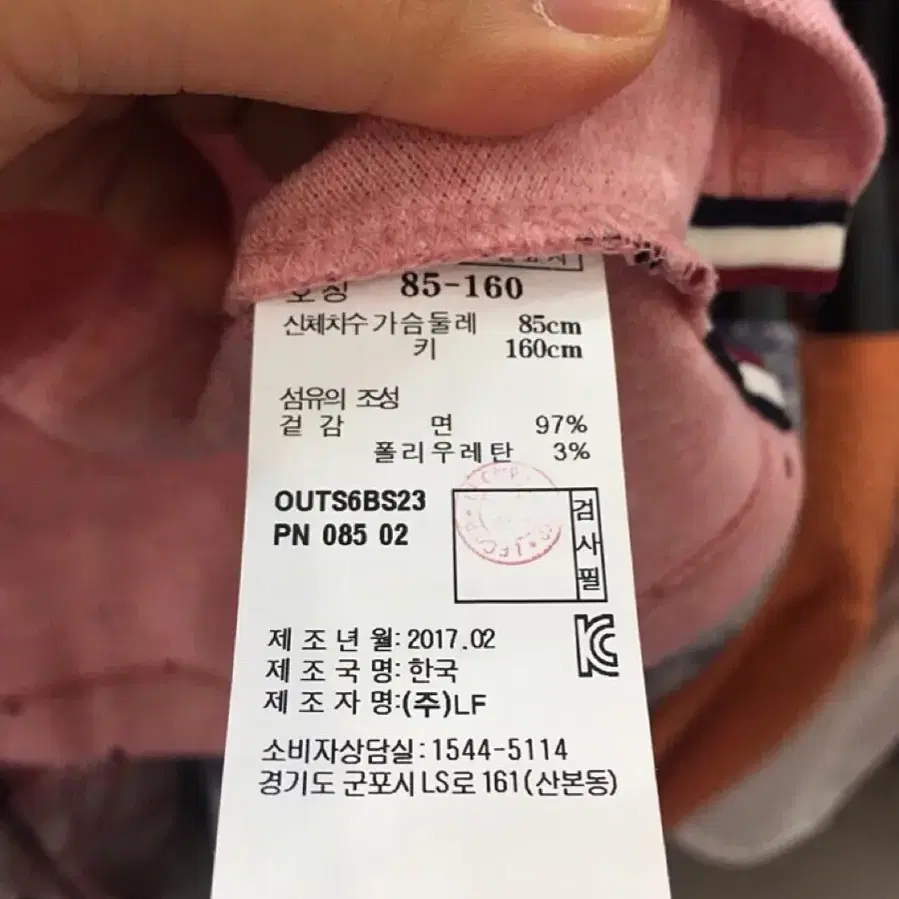 호칭 85-160
신체치수 가슴둘레 85cm
키 160cm
섬유의 조성
겉감 면 97%
폴리우레탄 3%
OUTS6BS23
PN 085 02
검사필
제조년월: 2017.02
제조국명: 한국
제조자명: (주)LF
소비자상담실: 1544-5114
경기도 군포시 LS로 161 (산본동)